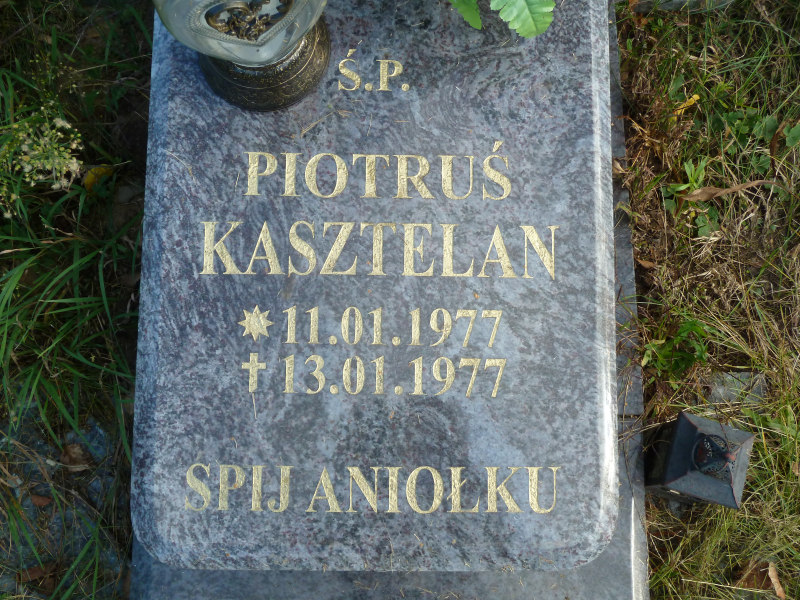 Ś.P.
PIOTRUŚ
KASZTELAN
11.01.1977
13.01.1977
SPIJ ANIOŁKU